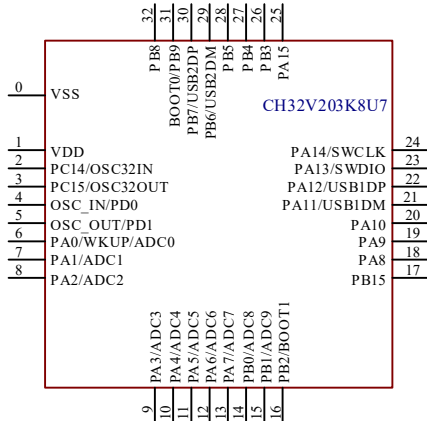 32 31 30 29 28 27 26 25
PB8
BOOT0/PB9
PB7/USB2DP
PB6/USB2DM
PB5
PB4
PB3
PA15
CH32V203K8U7
0 VSS
1 VDD
2 PC14/OSC32IN
3 PC15/OSC32OUT
4 OSC_IN/PD0
5 OSC_OUT/PD1
6 PA0/WKUP/ADC0
7 PA1/ADC1
8 PA2/ADC2
PA14/SWCLK 24
PA13/SWDIO 23
PA12/USB1DP 22
PA11/USB1DM 21
PA10 20
PA9 19
PA8 18
PB15 17
PA3/ADC3
PA4/ADC4
PA5/ADC5
PA6/ADC6
PA7/ADC7
PB0/ADC8
PB1/ADC9
PB2/BOOT1
9 10 11 12 13 14 15 16